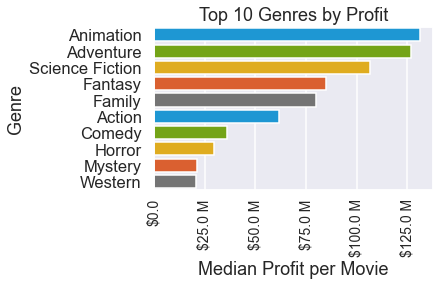 Top 10 Genres by Profit
Genre
Animation
Adventure
Science Fiction
Fantasy
Family
Action
Comedy
Horror
Mystery
Western
$0.0
$25.0 M
$50.0 M
$75.0 M
$100.0 M
$125.0 M
Median Profit per Movie